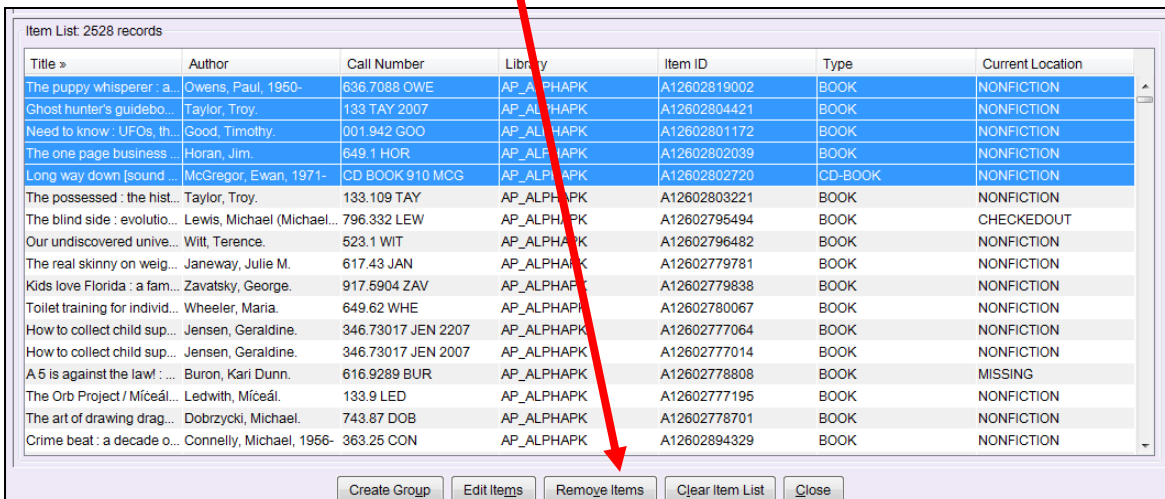 Item List: 2528 records
Title » Author Call Number Library Item ID Type Current Location
The puppy whisperer : a... Owens, Paul, 1950- 636.7088 OWE AP_ALPHAPK A12602819002 BOOK NONFICTION
Ghost hunter's guidebo... Taylor, Troy. 133 TAY 2007 AP_ALPHAPK A12602804421 BOOK NONFICTION
Need to know : UFOs, th... Good, Timothy. 001.942 GOO AP_ALPHAPK A12602801172 BOOK NONFICTION
The one page business ... Horan, Jim. 649.1 HOR AP_ALPHAPK A12602802039 BOOK NONFICTION
Long way down [sound ... McGregor, Ewan, 1971- CD BOOK 910 MCG AP_ALPHAPK A12602802720 CD-BOOK NONFICTION
The possessed : the hist... Taylor, Troy. 133.109 TAY AP_ALPHAPK A12602803221 BOOK NONFICTION
The blind side : evolutio... Lewis, Michael (Michael... 796.332 LEW AP_ALPHAPK A12602795494 BOOK CHECKEDOUT
Our undiscovered unive... Witt, Terence. 523.1 WIT AP_ALPHAPK A12602796482 BOOK NONFICTION
The real skinny on weig... Janeway, Julie M. 617.43 JAN AP_ALPHAPK A12602779781 BOOK NONFICTION
Kids love Florida : a fam... Zavatsky, George. 917.5904 ZAV AP_ALPHAPK A12602779838 BOOK NONFICTION
Toilet training for individ... Wheeler, Maria. 649.62 WHE AP_ALPHAPK A12602780067 BOOK NONFICTION
How to collect child sup... Jensen, Geraldine. 346.73017 JEN 2207 AP_ALPHAPK A12602777064 BOOK NONFICTION
How to collect child sup... Jensen, Geraldine. 346.73017 JEN 2007 AP_ALPHAPK A12602777014 BOOK NONFICTION
A 5 is against the law! : ... Buron, Kari Dunn. 616.9289 BUR AP_ALPHAPK A12602778808 BOOK MISSING
The Orb Project / Míceál... Ledwith, Míceál. 133.9 LED AP_ALPHAPK A12602777195 BOOK NONFICTION
The art of drawing drag... Dobrzycki, Michael. 743.87 DOB AP_ALPHAPK A12602778701 BOOK NONFICTION
Crime beat : a decade o... Connelly, Michael, 1956- 363.25 CON AP_ALPHAPK A12602894329 BOOK NONFICTION
Create Group Edit Items Remove Items Clear Item List Close